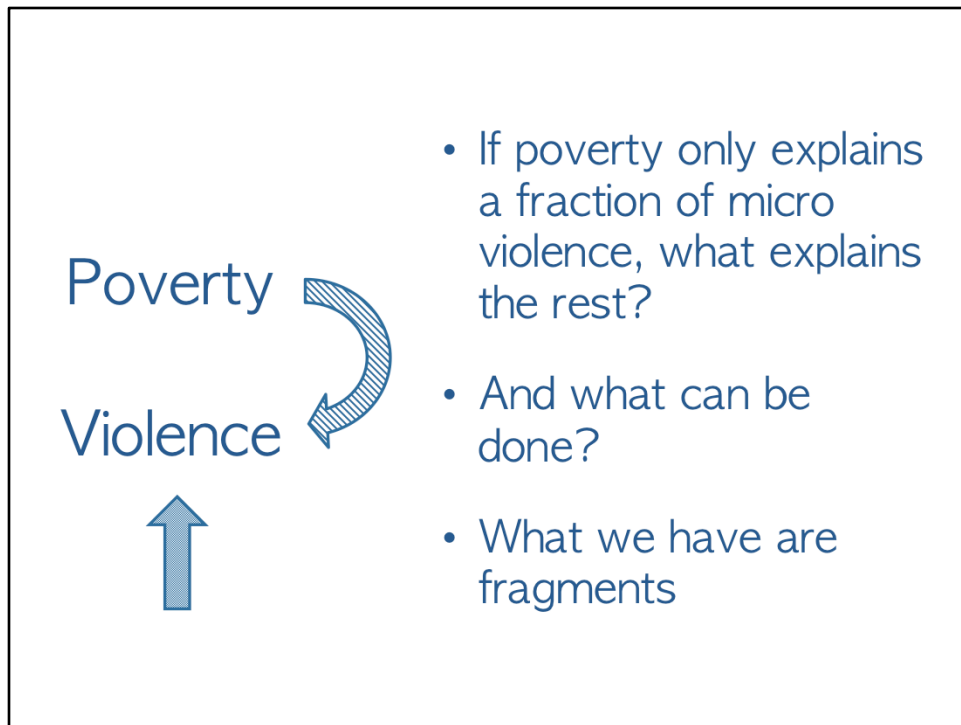 Poverty
Violence
• If poverty only explains
a fraction of micro
violence, what explains
the rest?
• And what can be
done?
• What we have are
fragments